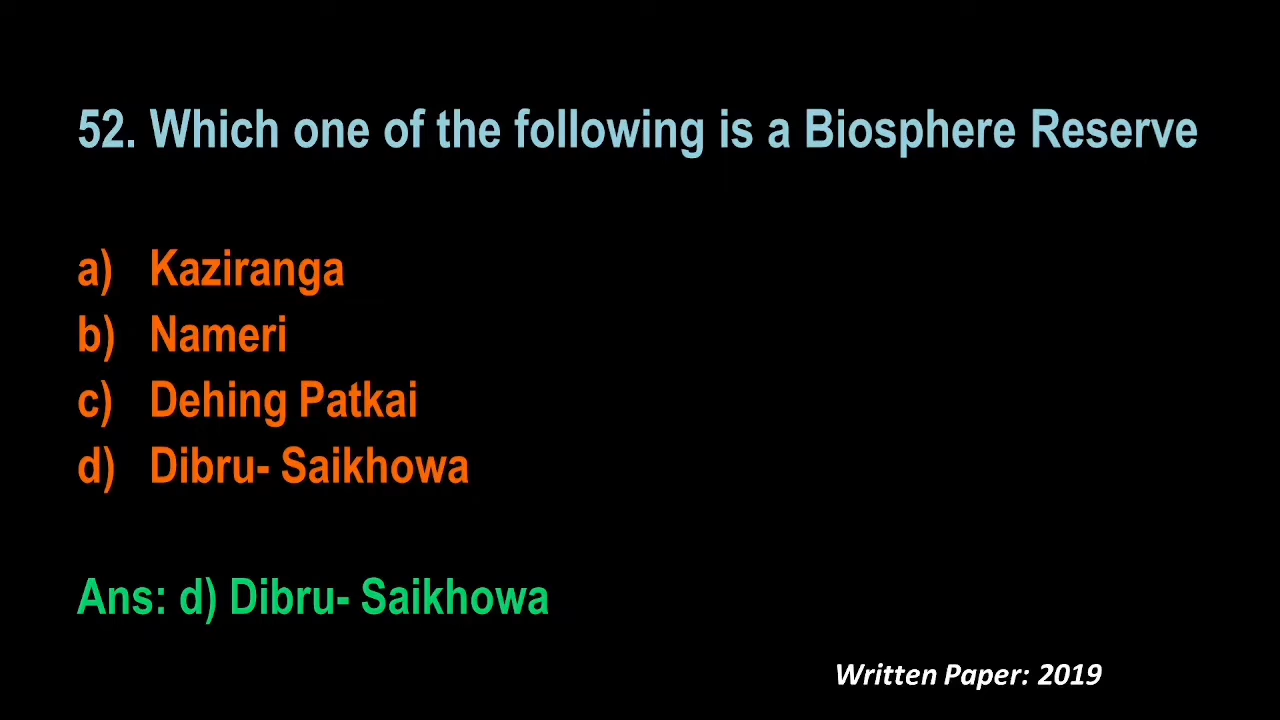 52. Which one of the following is a Biosphere Reserve
a) Kaziranga
b) Nameri
c) Dehing Patkai
d) Dibru- Saikhowa
Ans: d) Dibru- Saikhowa
Written Paper: 2019